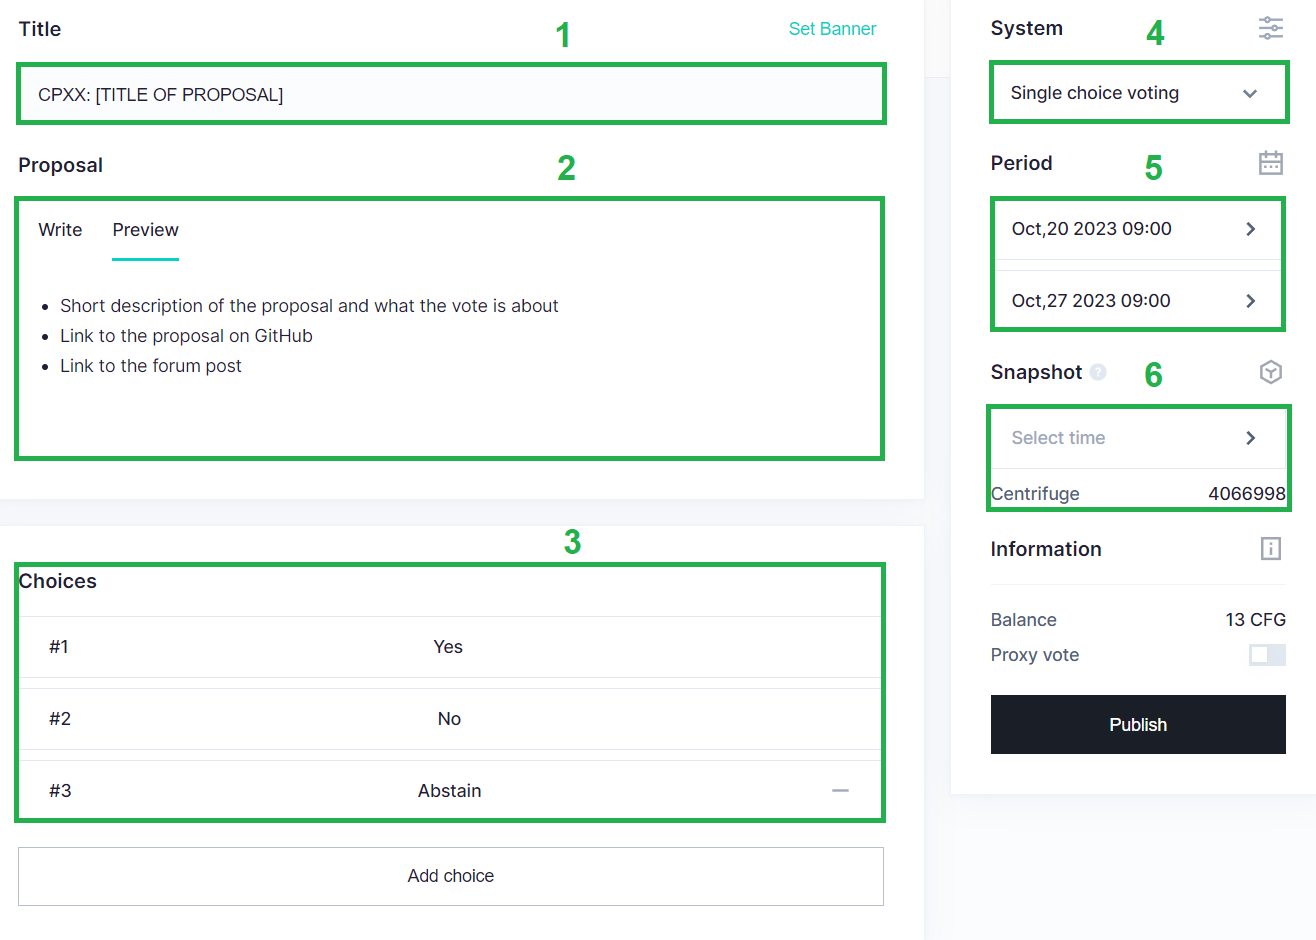 Title
1
Set Banner
CPXX: [TITLE OF PROPOSAL]
Proposal
2
Write
Preview
Short description of the proposal and what the vote is about
Link to the proposal on GitHub
Link to the forum post
3
Choices
#1
Yes
#2
No
#3
Abstain
Add choice
System
4
Single choice voting
Period
5
Oct,20 2023 09:00
Oct,27 2023 09:00
Snapshot
?
6
Select time
Centrifuge
4066998
Information
Balance
13 CFG
Proxy vote
Publish